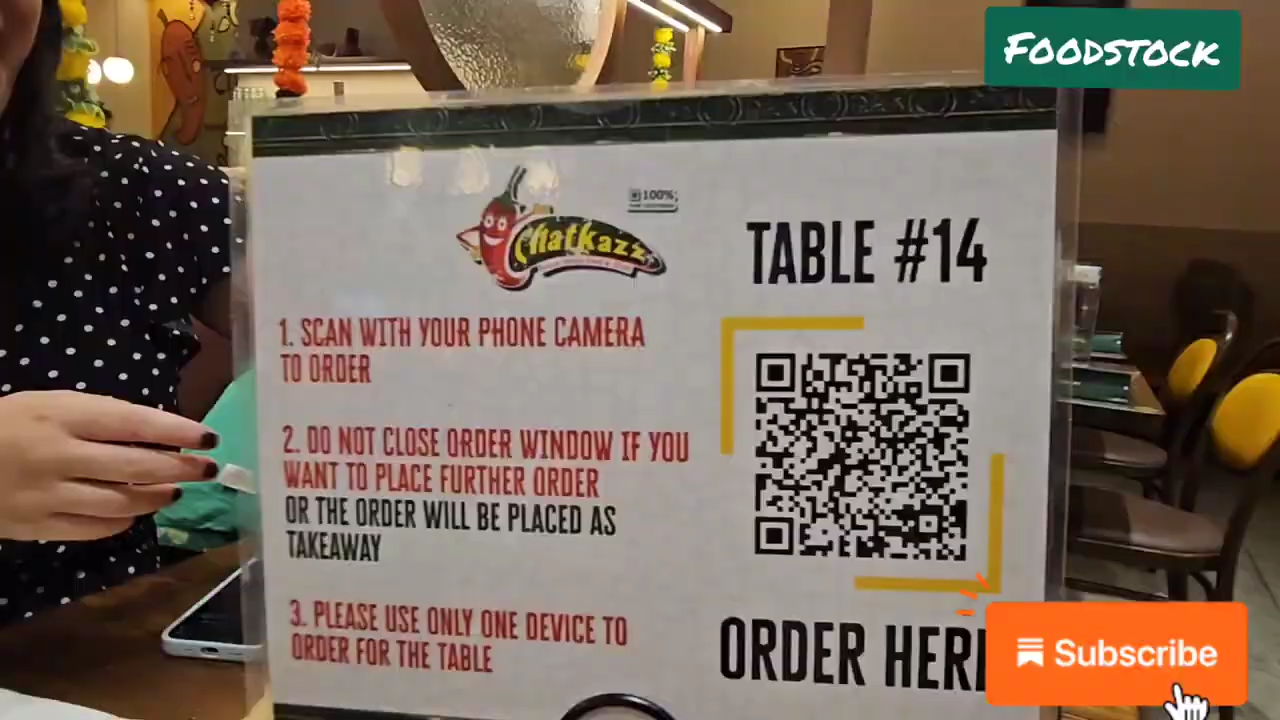 FOODSTOCK
100%
Chatkazz
TABLE #14
1. SCAN WITH YOUR PHONE CAMERA
TO ORDER
2. DO NOT CLOSE ORDER WINDOW IF YOU
WANT TO PLACE FURTHER ORDER
OR THE ORDER WILL BE PLACED AS
TAKEAWAY
3. PLEASE USE ONLY ONE DEVICE TO
ORDER FOR THE TABLE
ORDER HER
Subscribe